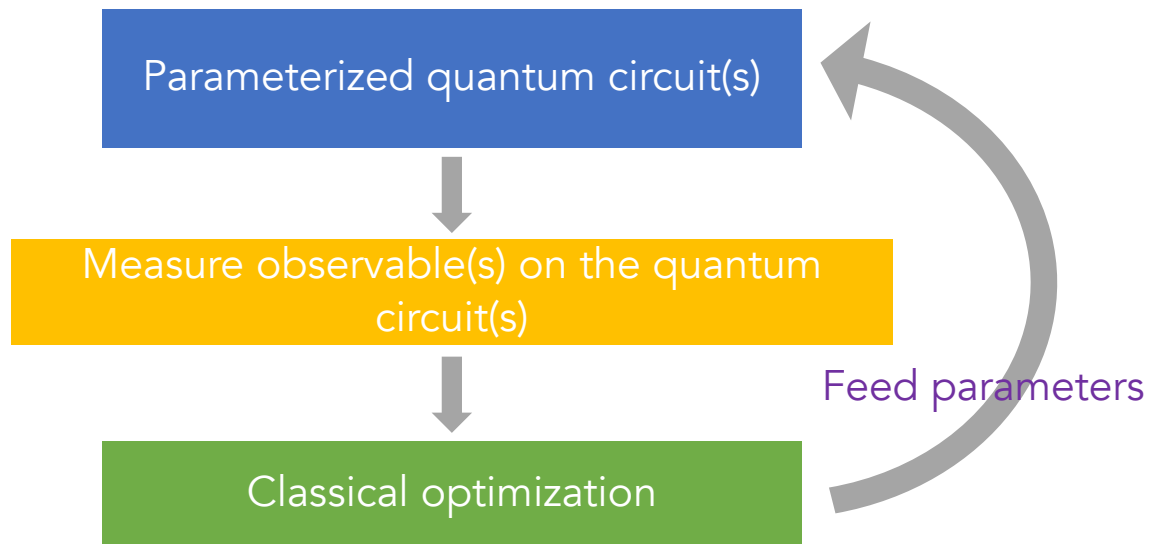 Parameterized quantum circuit(s)
Measure observable(s) on the quantum
circuit(s)
Feed parameters
Classical optimization